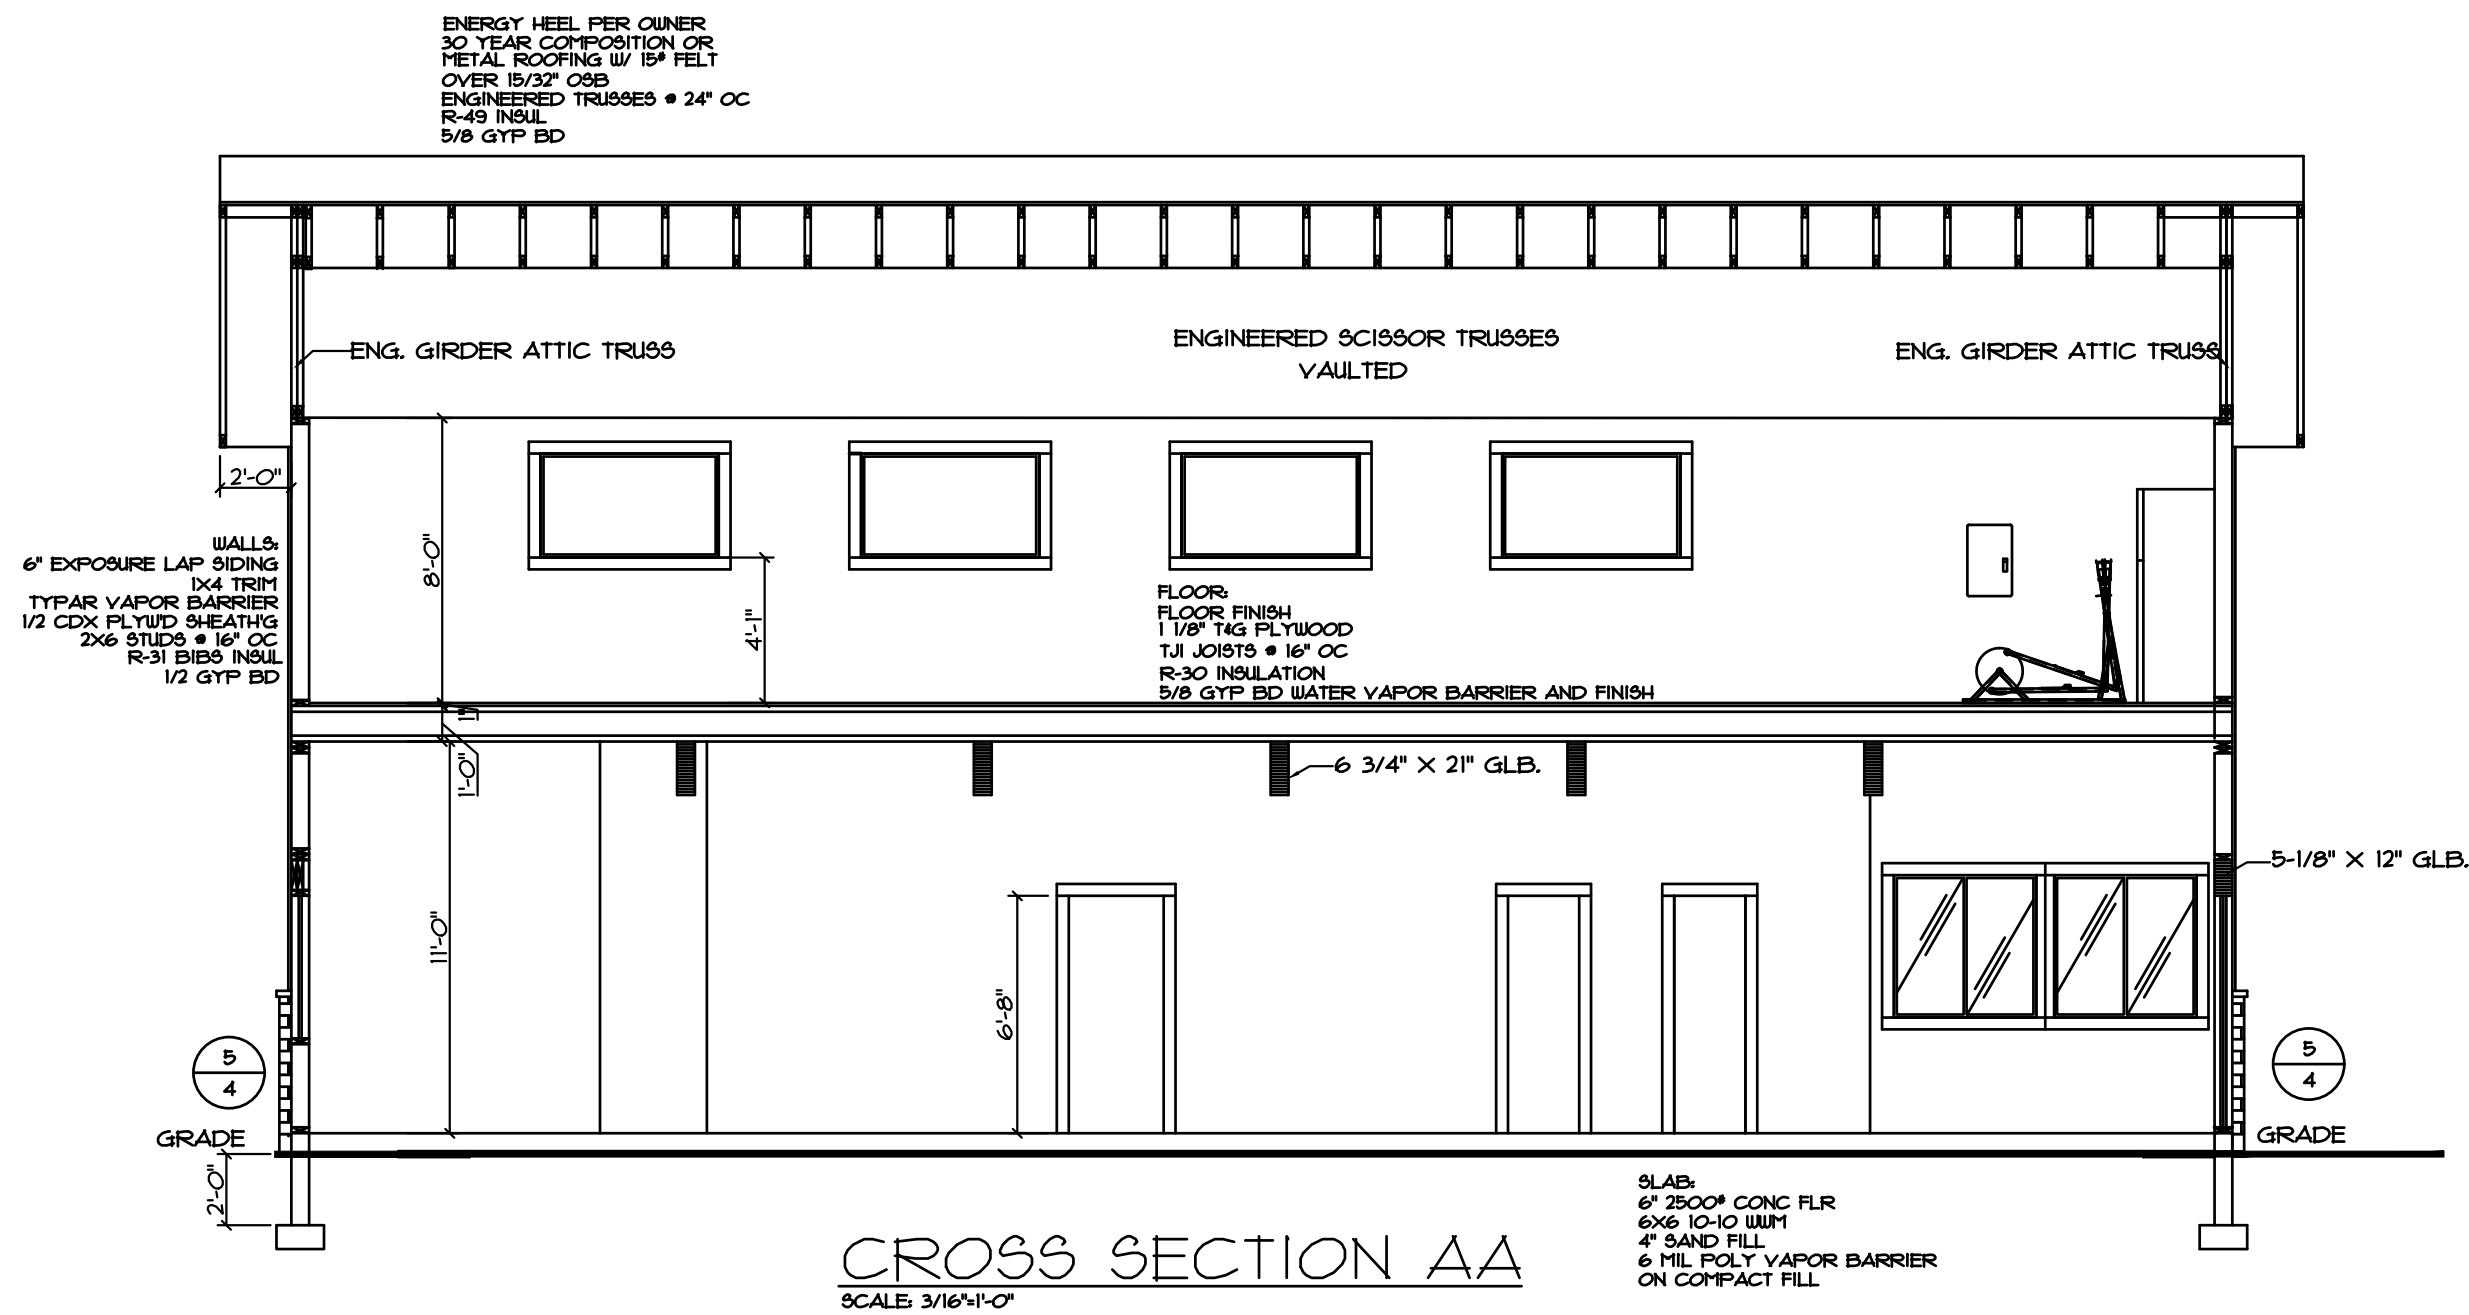 ENERGY HEEL PER OWNER
30 YEAR COMPOSITION OR
METAL ROOFING W/ 15# FELT
OVER 15/32" OSB
ENGINEERED TRUSSES @ 24" OC
R-49 INSUL
5/8 GYP BD
ENG. GIRDER ATTIC TRUSS
ENGINEERED SCISSOR TRUSSES
VAULTED
ENG. GIRDER ATTIC TRUSS
2'-0"
WALLS:
6" EXPOSURE LAP SIDING
1X4 TRIM
TYPAR VAPOR BARRIER
1/2 CDX PLYW'D SHEATH'G
2X6 STUDS @ 16" OC
R-31 BIBS INSUL
1/2 GYP BD
8'-0"
4'-1"
FLOOR:
FLOOR FINISH
1 1/8" T&G PLYWOOD
TJI JOISTS @ 16" OC
R-30 INSULATION
5/8 GYP BD WATER VAPOR BARRIER AND FINISH
1"
1'-0"
6 3/4" X 21" GLB.
5-1/8" X 12" GLB.
11'-0"
6'-8"
5
4
5
4
GRADE
GRADE
2'-0"
SLAB:
6" 2500# CONC FLR
6X6 10-10 WWM
4" SAND FILL
6 MIL POLY VAPOR BARRIER
ON COMPACT FILL
CROSS SECTION AA
SCALE: 3/16"=1'-0"